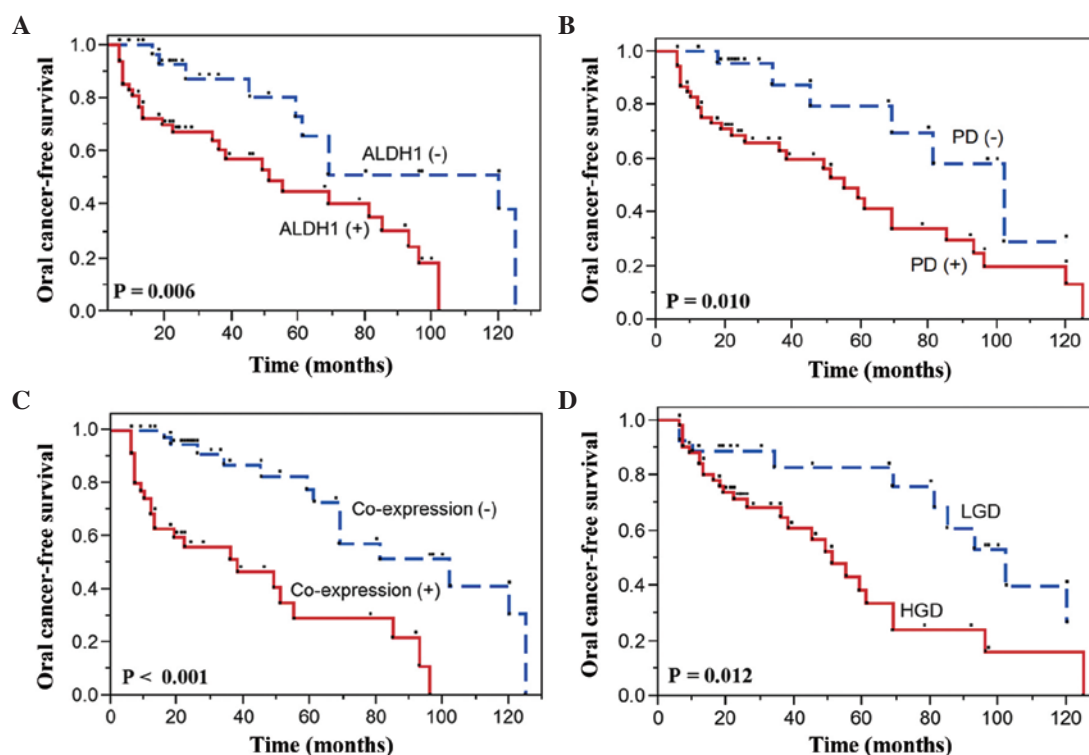 A
Oral cancer-free survival
1.0
0.8
0.6
0.4
0.2
0.0
ALDH1 (-)
ALDH1 (+)
P = 0.006
20 40 60 80 100 120
Time (months)
B
Oral cancer-free survival
1.0
0.8
0.6
0.4
0.2
0.0
PD (-)
PD (+)
P = 0.010
0 20 40 60 80 100 120
Time (months)
C
Oral cancer-free survival
1.0
0.8
0.6
0.4
0.2
0.0
Co-expression (-)
Co-expression (+)
P < 0.001
0 20 40 60 80 100 120
Time (months)
D
Oral cancer-free survival
1.0
0.8
0.6
0.4
0.2
0.0
LGD
HGD
P = 0.012
0 20 40 60 80 100 120
Time (months)